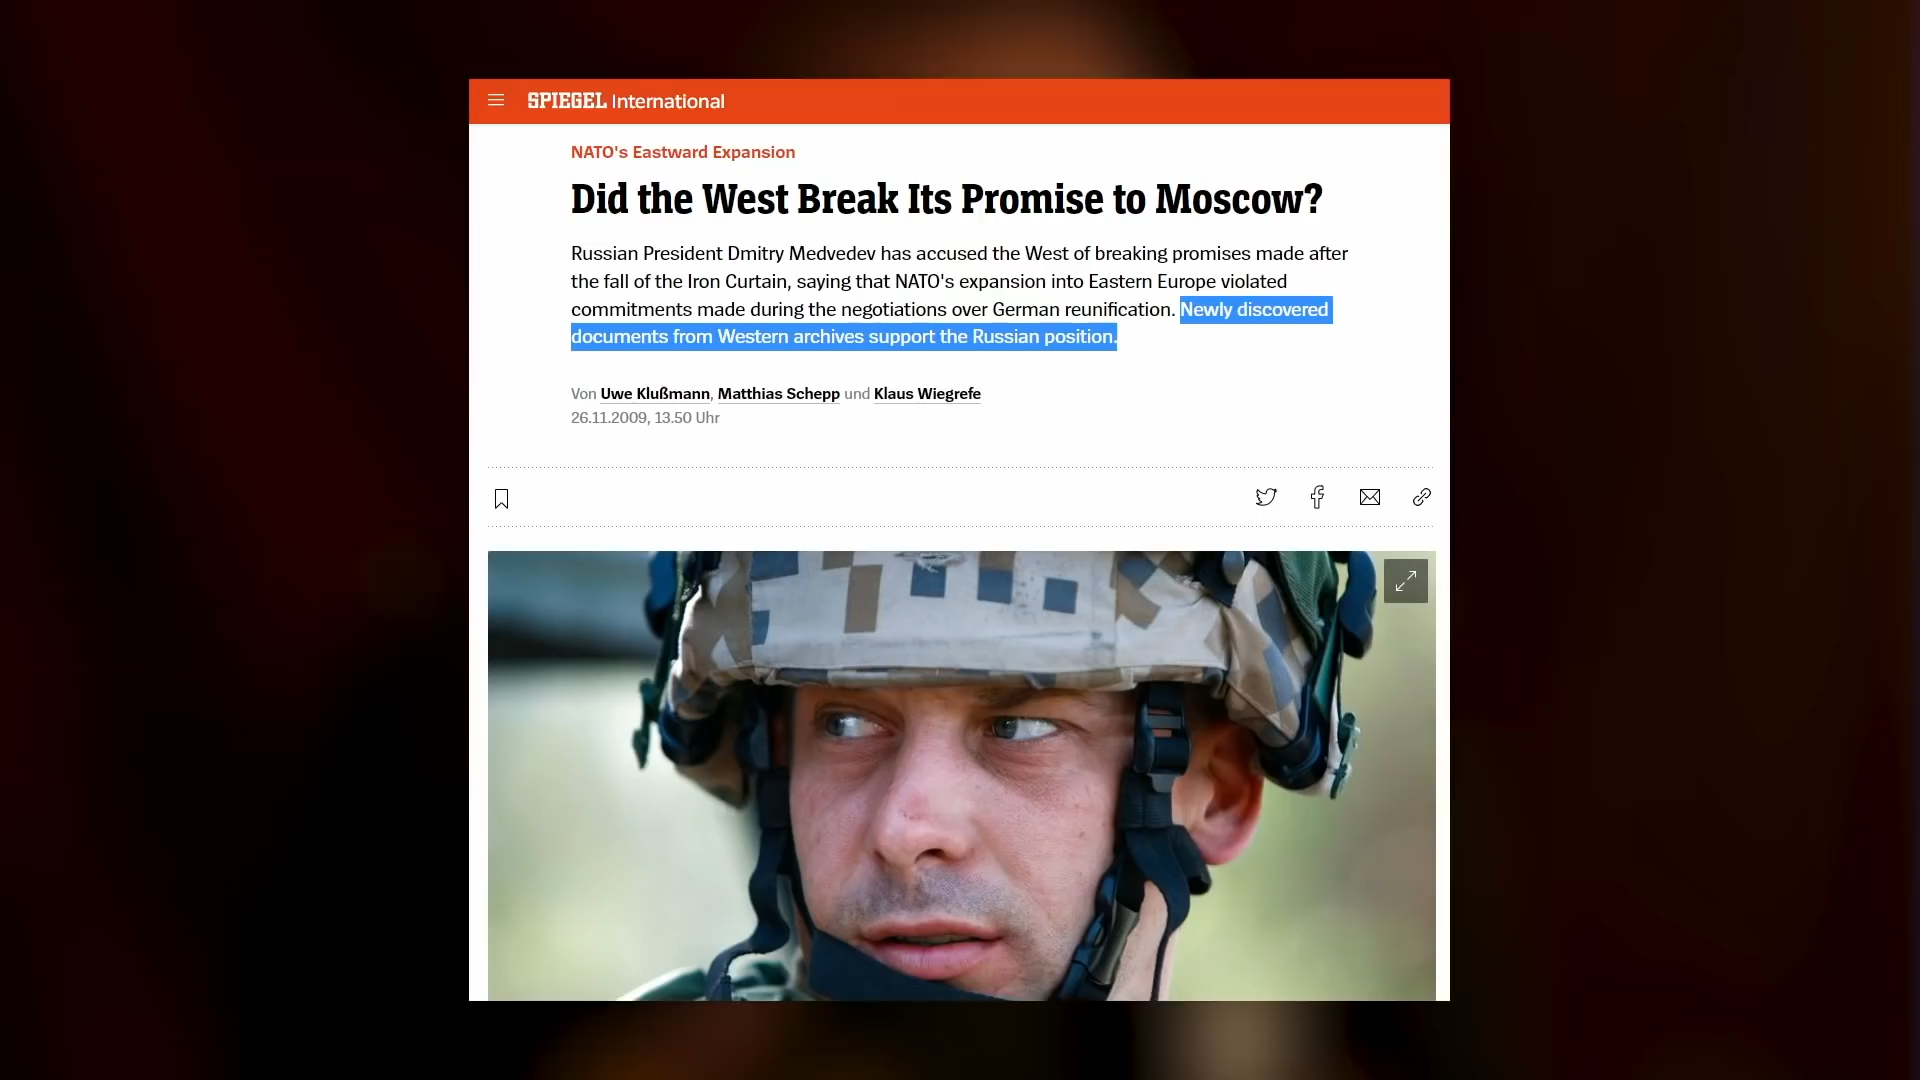 SPIEGEL International
NATO's Eastward Expansion
Did the West Break Its Promise to Moscow?
Russian President Dmitry Medvedev has accused the West of breaking promises made after
the fall of the Iron Curtain, saying that NATO's expansion into Eastern Europe violated
commitments made during the negotiations over German reunification. Newly discovered
documents from Western archives support the Russian position.
Von Uwe Klußmann, Matthias Schepp und Klaus Wiegrefe
26.11.2009, 13.50 Uhr